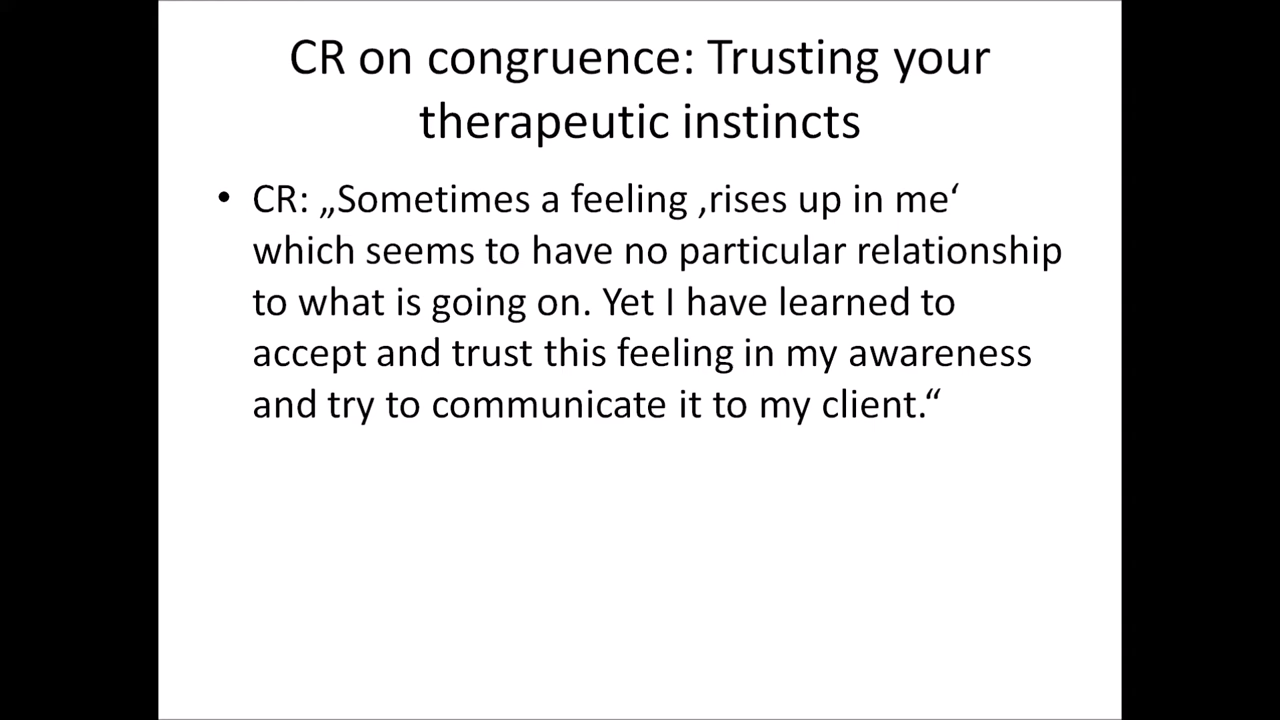 CR on congruence: Trusting your
therapeutic instincts
• CR: „Sometimes a feeling ‚rises up in me‘
which seems to have no particular relationship
to what is going on. Yet I have learned to
accept and trust this feeling in my awareness
and try to communicate it to my client.“